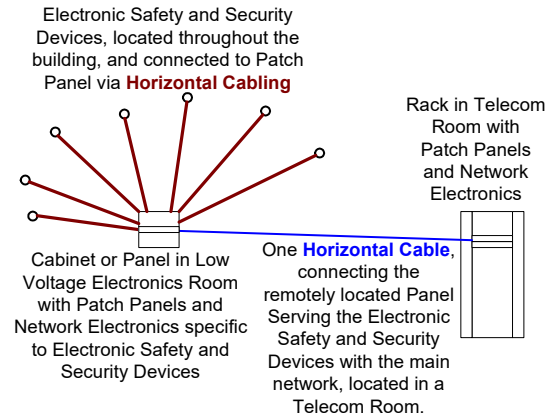 Electronic Safety and Security
Devices, located throughout the
building, and connected to Patch
Panel via Horizontal Cabling
Rack in Telecom
Room with
Patch Panels
and Network
Electronics
Cabinet or Panel in Low
Voltage Electronics Room
with Patch Panels and
Network Electronics specific
to Electronic Safety and
Security Devices
One Horizontal Cable,
connecting the
remotely located Panel
Serving the Electronic
Safety and Security
Devices with the main
network, located in a
Telecom Room.